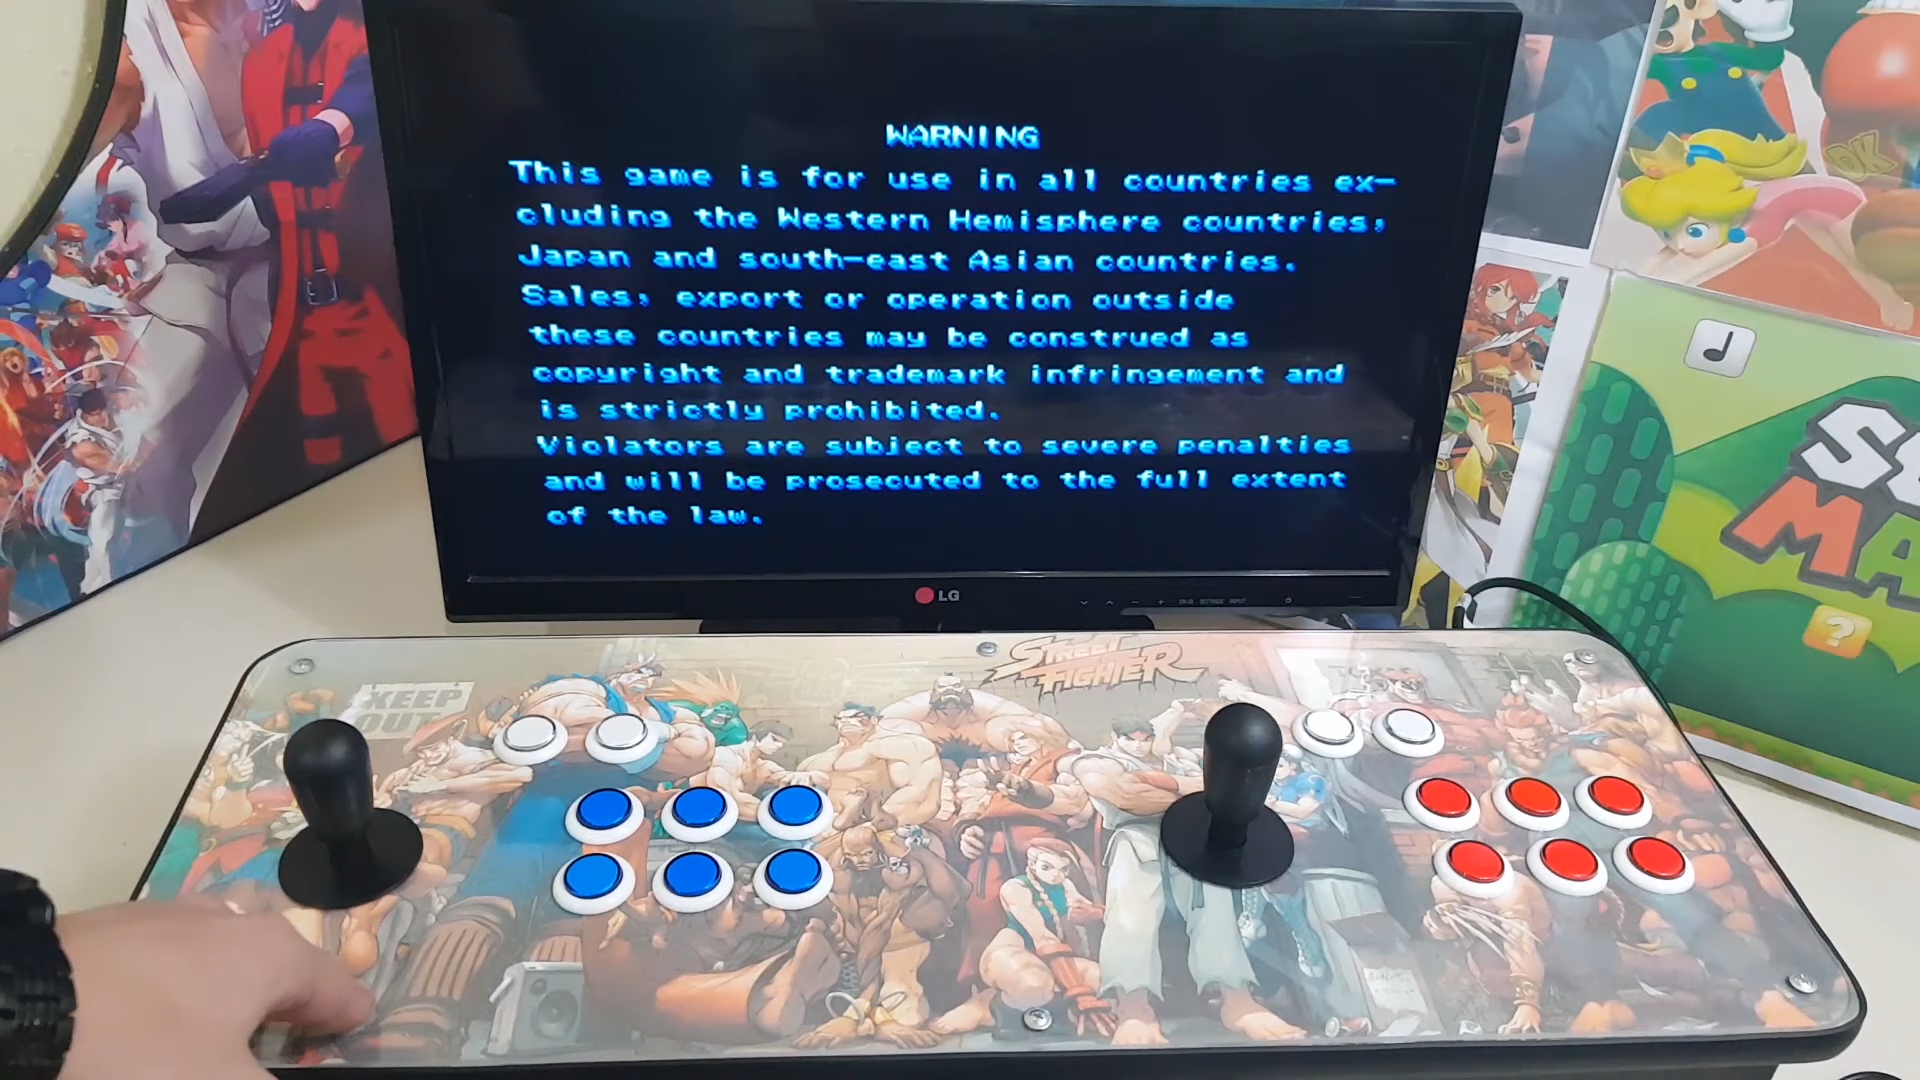 WARNING
This game is for use in all countries ex-
cluding the Western Hemisphere countries,
Japan and south-east Asian countries.
Sales, export or operation outside
these countries may be construed as
copyright and trademark infringement and
is strictly prohibited.
Violators are subject to severe penalties
and will be prosecuted to the full extent
of the law.
LG
STREET
FIGHTER
KEEP
OUT
DK
?
MA